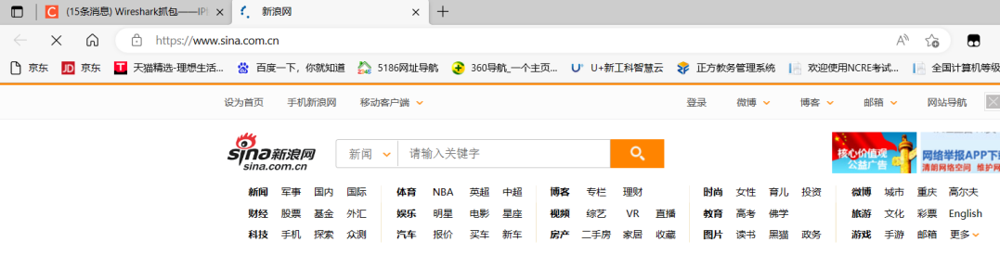 (15条消息) Wireshark抓包——IP 新浪网
https://www.sina.com.cn
京东 京东 天猫精选-理想生活... 百度一下，你就知道 5186网址导航 360导航_一个主页... U+新工科智慧云 正方教务管理系统 欢迎使用NCRE考试... 全国计算机等级
设为首页 手机新浪网 移动客户端 登录 微博 博客 邮箱 网站导航
sina新浪网
sina.com.cn
新闻 请输入关键字
核心价值观
公益广告
网络举报APP下
清朗网络空间 维护网
新闻 军事 国内 国际 体育 NBA 英超 中超 博客 专栏 理财 时尚 女性 育儿 投资 微博 城市 重庆 高尔夫
财经 股票 基金 外汇 娱乐 明星 电影 星座 视频 综艺 VR 直播 教育 高考 佛学 旅游 文化 彩票 English
科技 手机 探索 众测 汽车 报价 买车 新车 房产 二手房 家居 收藏 图片 读书 黑猫 政务 游戏 手游 邮箱 更多